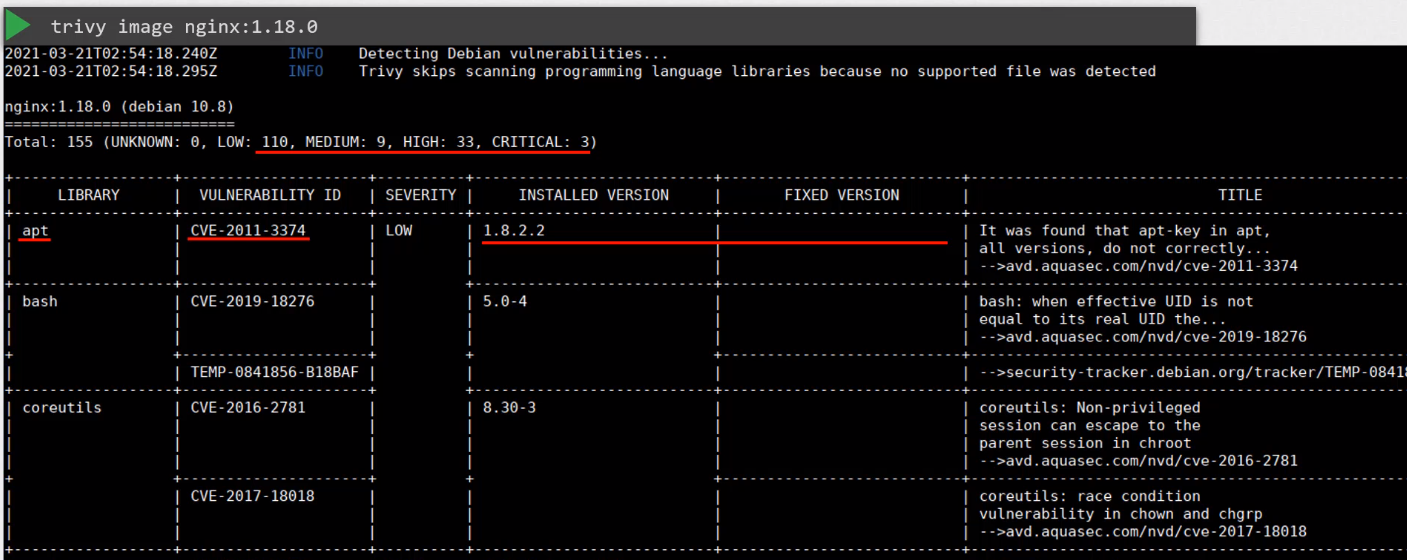 trivy image nginx:1.18.0
2021-03-21T02:54:18.240Z INFO Detecting Debian vulnerabilities...
2021-03-21T02:54:18.295Z INFO Trivy skips scanning programming language libraries because no supported file was detected
nginx:1.18.0 (debian 10.8)
==========================
Total: 155 (UNKNOWN: 0, LOW: 110, MEDIUM: 9, HIGH: 33, CRITICAL: 3)
| LIBRARY | VULNERABILITY ID | SEVERITY | INSTALLED VERSION | FIXED VERSION | TITLE
| apt | CVE-2011-3374 | LOW | 1.8.2.2 | | It was found that apt-key in apt,
| | | | | | all versions, do not correctly...
| | | | | | -->avd.aquasec.com/nvd/cve-2011-3374
| bash | CVE-2019-18276 | | 5.0-4 | | bash: when effective UID is not
| | | | | | equal to its real UID the...
| | | | | | -->avd.aquasec.com/nvd/cve-2019-18276
| | TEMP-0841856-B18BAF | | | | -->security-tracker.debian.org/tracker/TEMP-0841
| coreutils | CVE-2016-2781 | | 8.30-3 | | coreutils: Non-privileged
| | | | | | session can escape to the
| | | | | | parent session in chroot
| | | | | | -->avd.aquasec.com/nvd/cve-2016-2781
| | CVE-2017-18018 | | | | coreutils: race condition
| | | | | | vulnerability in chown and chgrp
| | | | | | -->avd.aquasec.com/nvd/cve-2017-18018